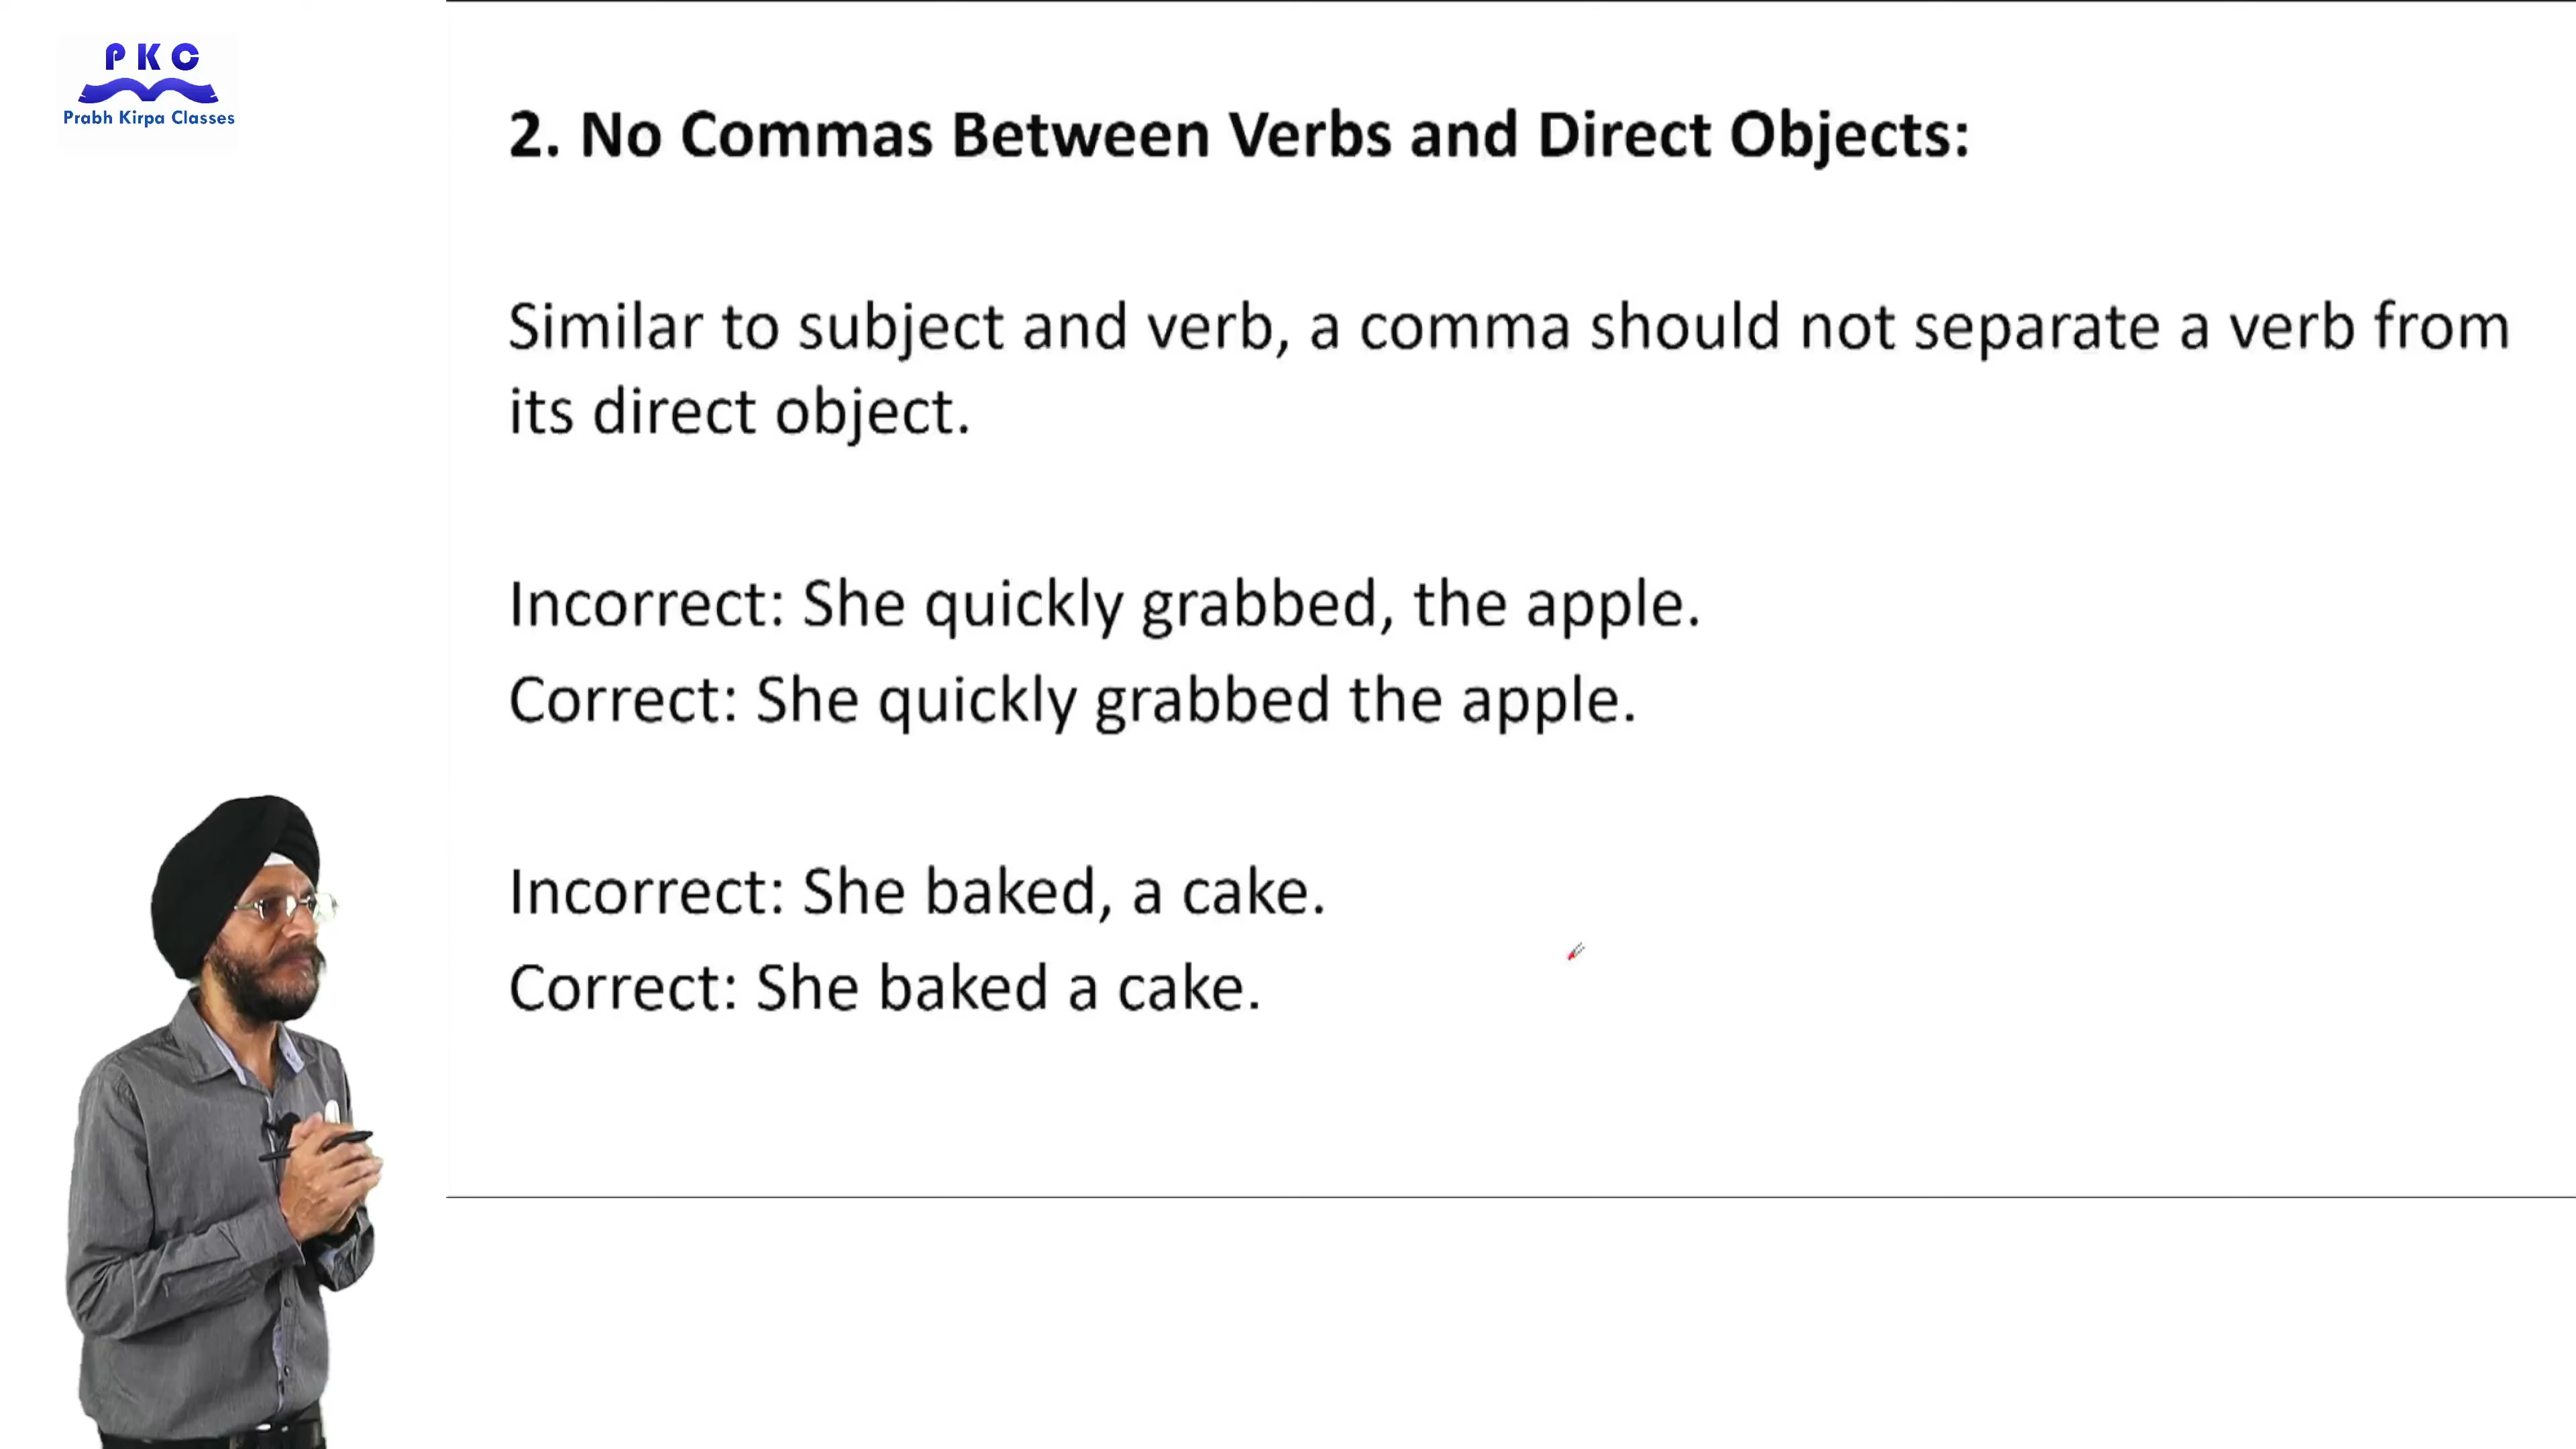 P K C
Prabh Kirpa Classes
2. No Commas Between Verbs and Direct Objects:
Similar to subject and verb, a comma should not separate a verb from
its direct object.
Incorrect: She quickly grabbed, the apple.
Correct: She quickly grabbed the apple.
Incorrect: She baked, a cake.
Correct: She baked a cake.